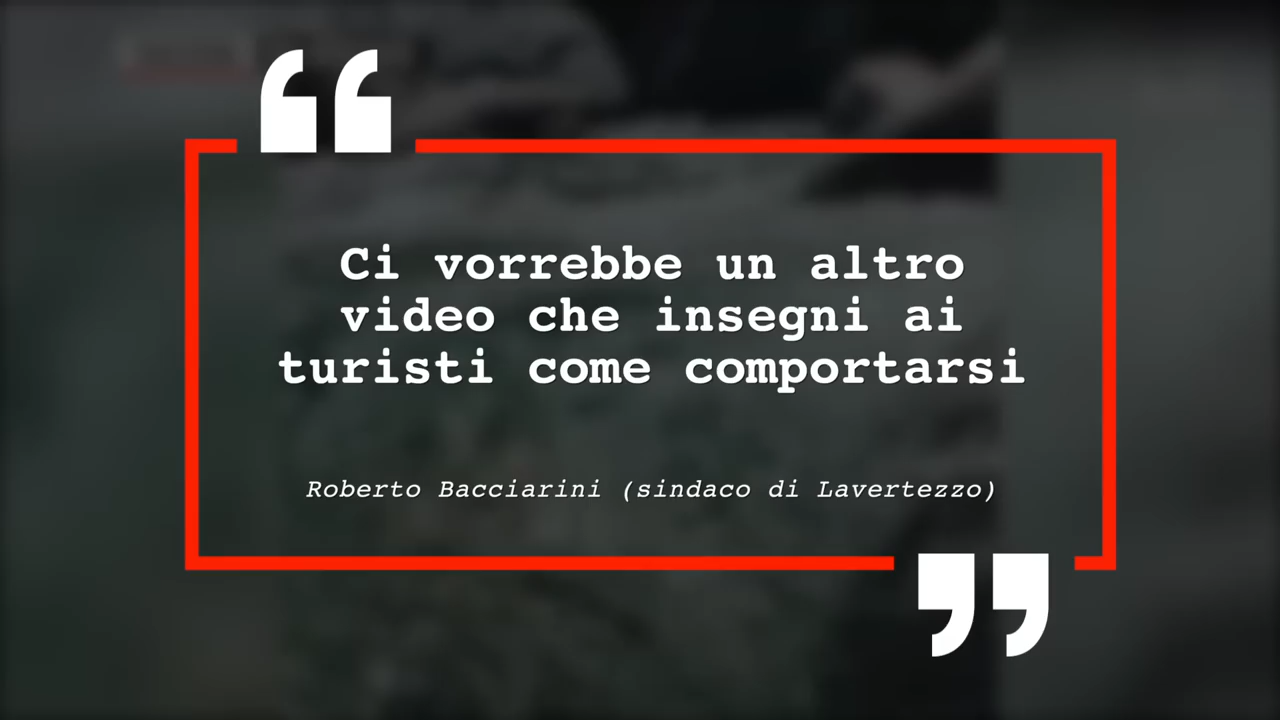 Ci vorrebbe un altro
video che insegni ai
turisti come comportarsi
Roberto Bacciarini (sindaco di Lavertezzo)